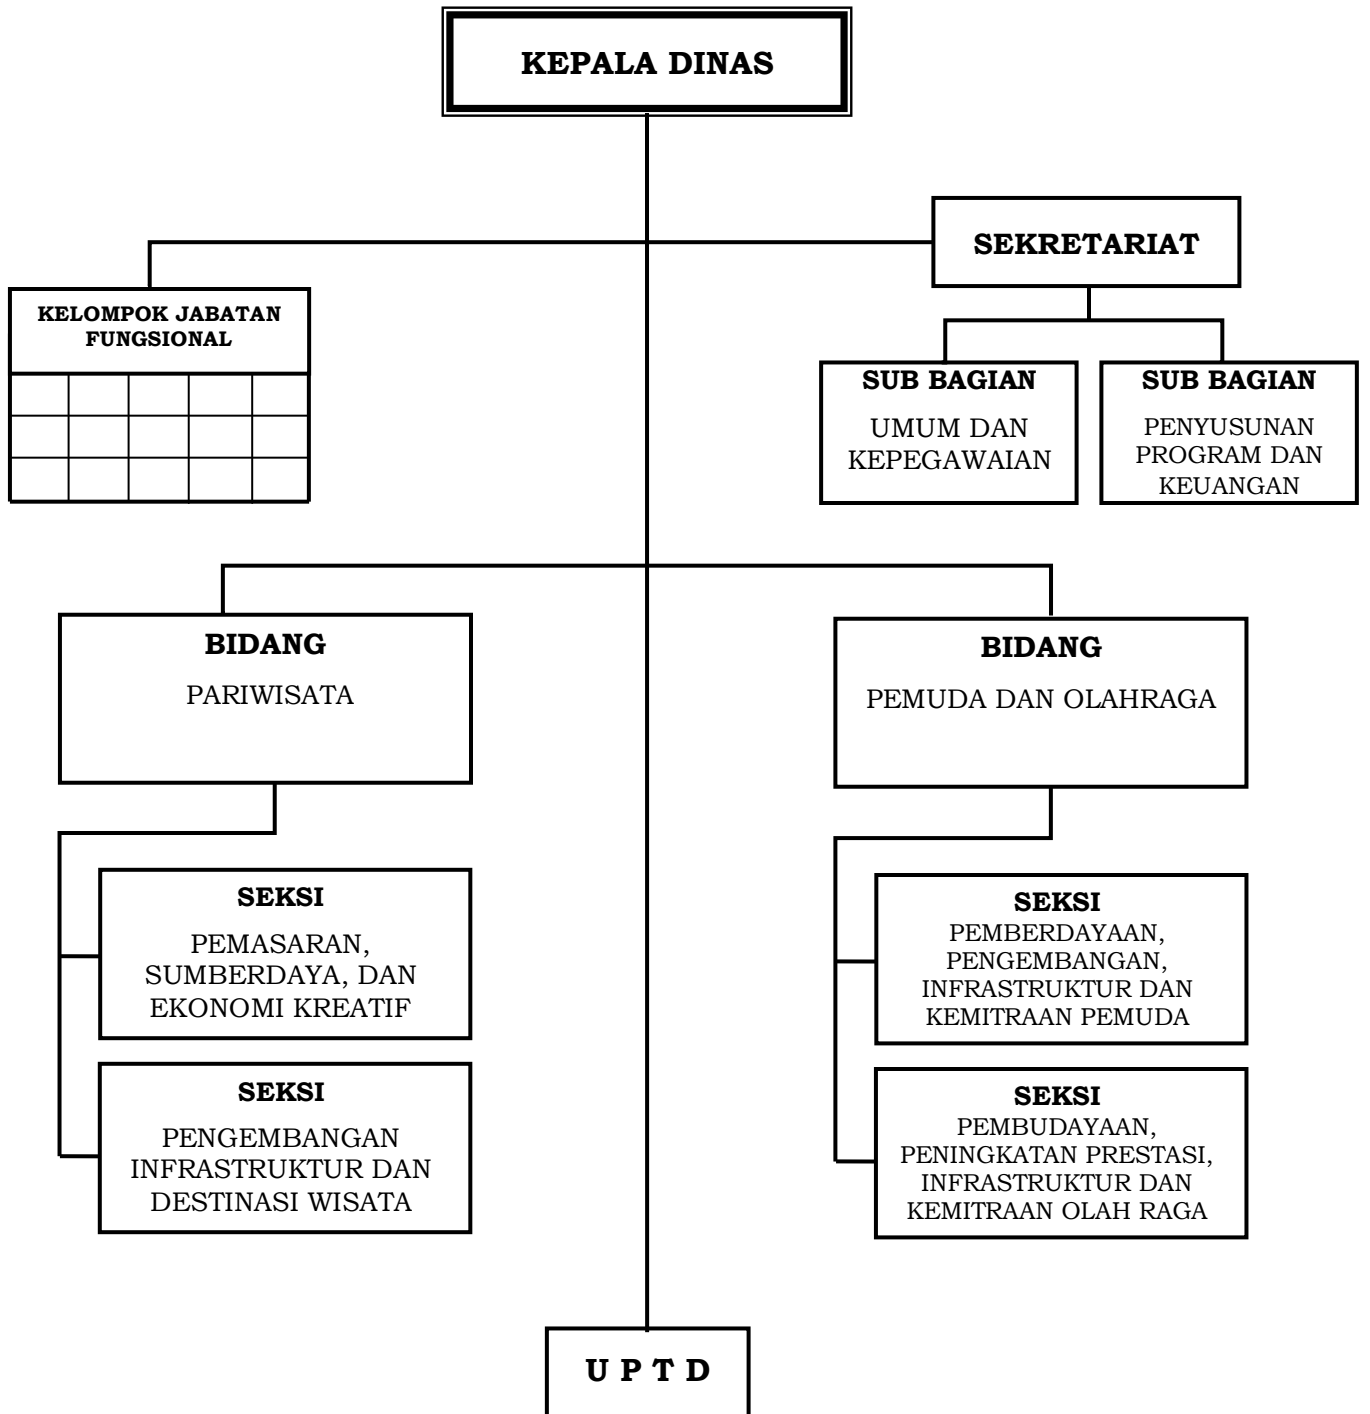 KEPALA DINAS
SEKRETARIAT
KELOMPOK JABATAN
FUNGSIONAL
SUB BAGIAN
UMUM DAN
KEPEGAWAIAN
SUB BAGIAN
PENYUSUNAN
PROGRAM DAN
KEUANGAN
BIDANG
PARIWISATA
BIDANG
PEMUDA DAN OLAHRAGA
SEKSI
PEMASARAN,
SUMBERDAYA, DAN
EKONOMI KREATIF
SEKSI
PENGEMBANGAN
INFRASTRUKTUR DAN
DESTINASI WISATA
SEKSI
PEMBERDAYAAN,
PENGEMBANGAN,
INFRASTRUKTUR DAN
KEMITRAAN PEMUDA
SEKSI
PEMBUDAYAAN,
PENINGKATAN PRESTASI,
INFRASTRUKTUR DAN
KEMITRAAN OLAH RAGA
U P T D